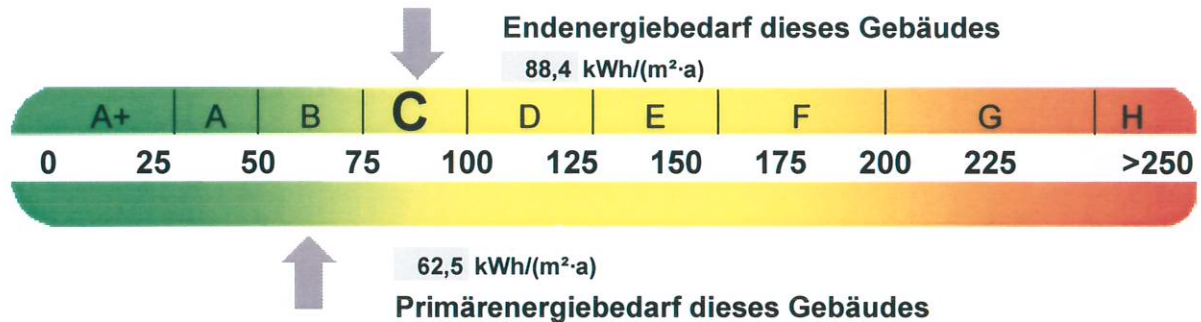 Endenergiebedarf dieses Gebäudes
88,4 kWh/(m²·a)
A+ A B C D E F G H
0 25 50 75 100 125 150 175 200 225 >250
62,5 kWh/(m²·a)
Primärenergiebedarf dieses Gebäudes